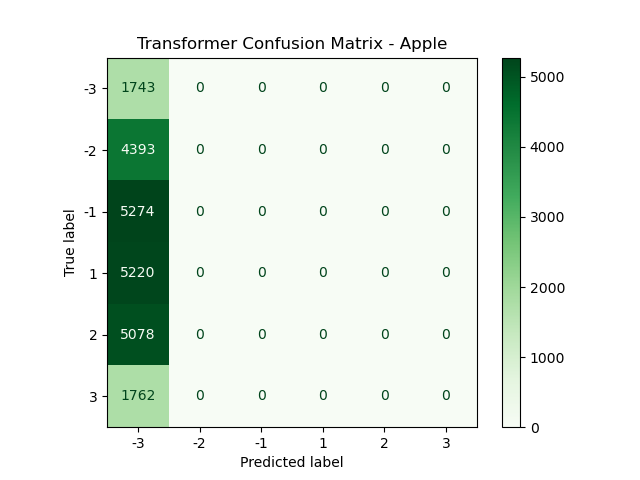 Transformer Confusion Matrix - Apple
True label
-3 1743 0 0 0 0 0
-2 4393 0 0 0 0 0
-1 5274 0 0 0 0 0
1 5220 0 0 0 0 0
2 5078 0 0 0 0 0
3 1762 0 0 0 0 0
-3 -2 -1 1 2 3
Predicted label
5000
4000
3000
2000
1000
0